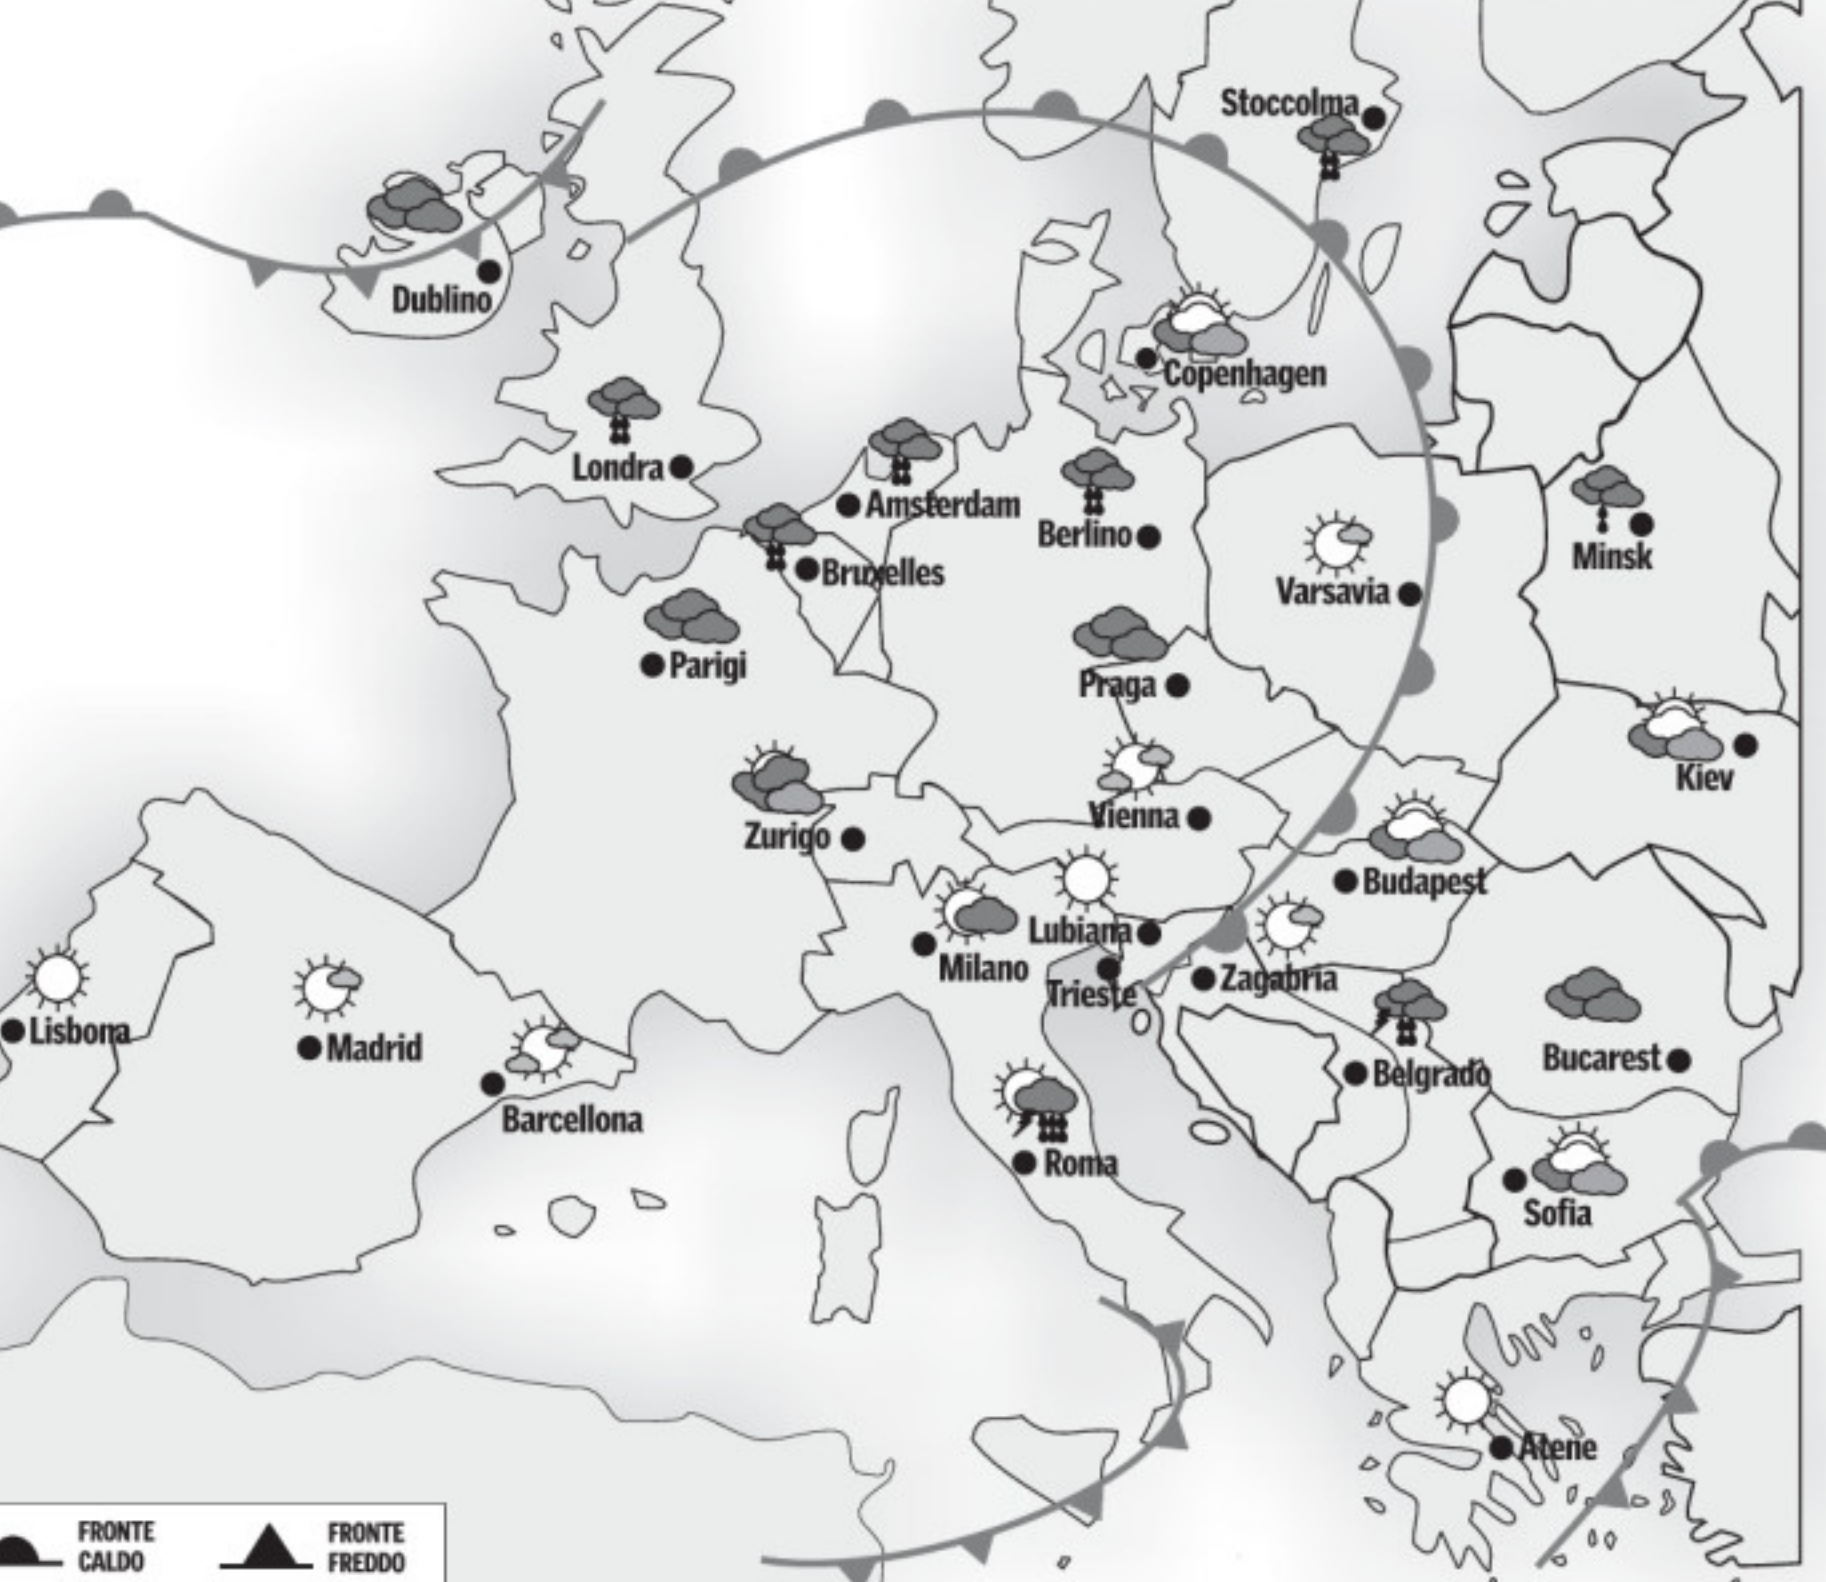 Stoccolma
Dublino
Copenhagen
Londra
Amsterdam
Berlino
Bruxelles
Minsk
Varsavia
Parigi
Praga
Kiev
Vienna
Zurigo
Budapest
Lubiana
Milano
Zagabria
Trieste
Lisbona
Madrid
Bucarest
Belgrado
Barcellona
Roma
Sofia
Atene
FRONTE
CALDO
FRONTE
FREDDO